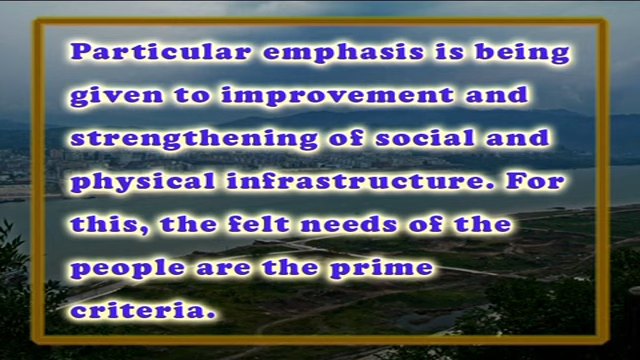 Particular emphasis is being
given to improvement and
strengthening of social and
physical infrastructure. For
this, the felt needs of the
people are the prime
criteria.